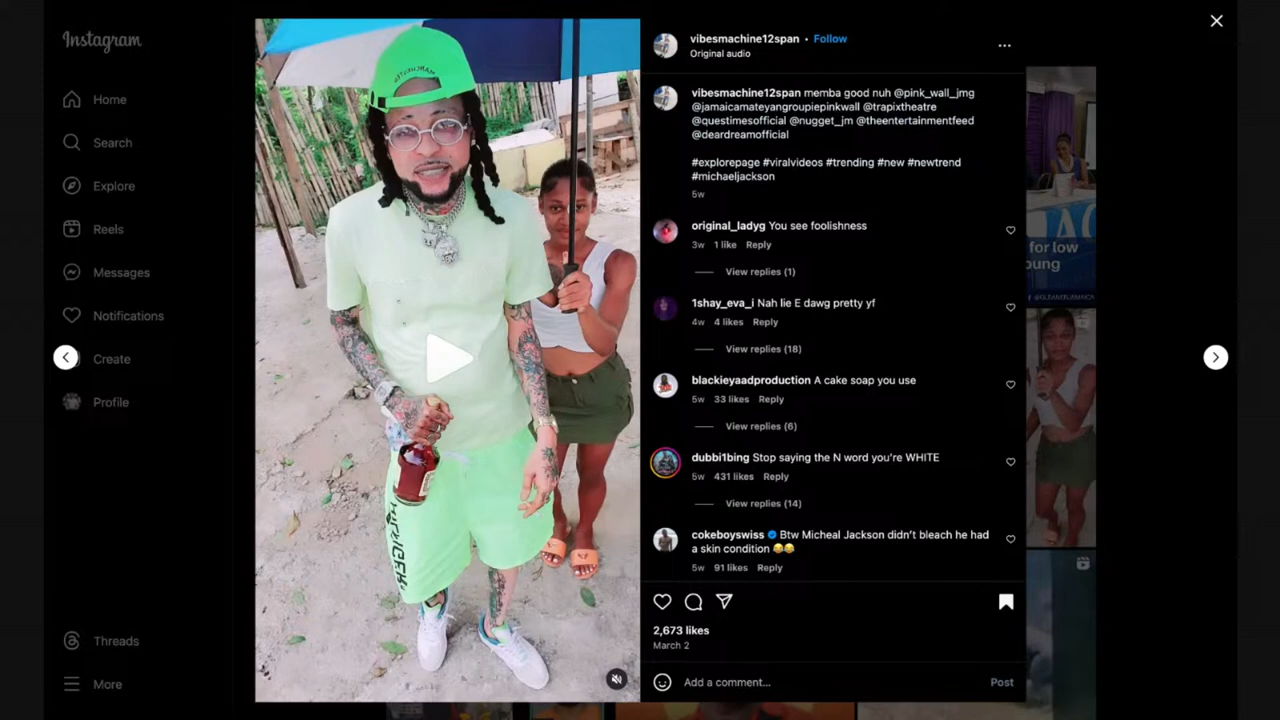 Instagram
Home
Search
Explore
Reels
Messages
Notifications
Create
Profile
Threads
More
MANCHESTER
vibesmachine12span • Follow
Original audio
vibesmachine12span memba good nuh @pink_wall_jmg
@jamaicamateyangroupiepinkwall @trapixtheatre
@questimesofficial @nugget_jm @theentertainmentfeed
@deardreamofficial
#explorepage #viralvideos #trending #new #newtrend
#michaeljackson
5w
original_ladyg You see foolishness
3w 1 like Reply
View replies (1)
1shay_eva_i Nah lie E dawg pretty yf
4w 4 likes Reply
View replies (18)
blackieyaadproduction A cake soap you use
5w 33 likes Reply
View replies (6)
dubbi1bing Stop saying the N word you're WHITE
5w 431 likes Reply
View replies (14)
cokeboyswiss Btw Micheal Jackson didn't bleach he had
a skin condition 😂😂
5w 91 likes Reply
2,673 likes
March 2
Add a comment...
Post
for low
oung